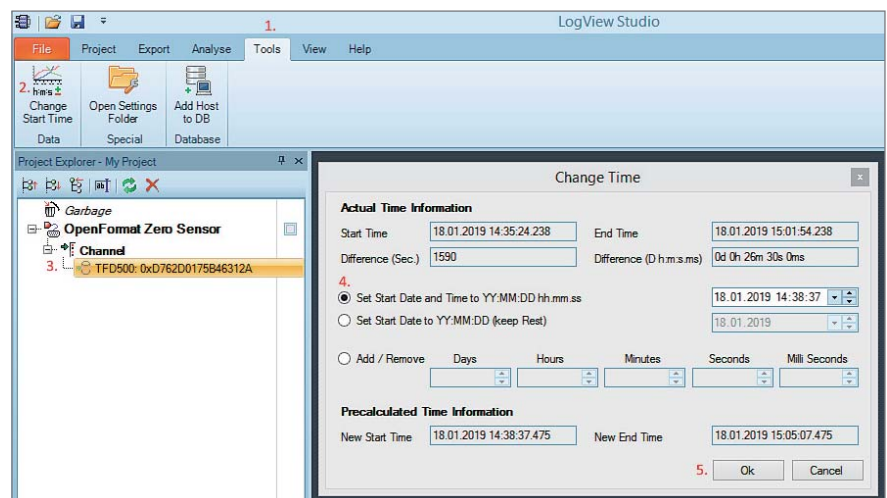 LogView Studio
1.
File Project Export Analyse Tools View Help
2.
h:m:s ±
Change Start Time
Open Settings Folder
Add Host to DB
Data Special Database
Project Explorer - My Project
Garbage
OpenFormat Zero Sensor
Channel
3. TFD500: 0xD762D0175B46312A
Change Time
Actual Time Information
Start Time 18.01.2019 14:35:24.238 End Time 18.01.2019 15:01:54.238
Difference (Sec.) 1590 Difference (D h:m:s.ms) 0d 0h 26m 30s 0ms
4.
Set Start Date and Time to YY:MM:DD hh.mm.ss 18.01.2019 14:38:37
Set Start Date to YY:MM:DD (keep Rest) 18.01.2019
Add / Remove Days Hours Minutes Seconds Milli Seconds
Precalculated Time Information
New Start Time 18.01.2019 14:38:37.475 New End Time 18.01.2019 15:05:07.475
5. Ok Cancel